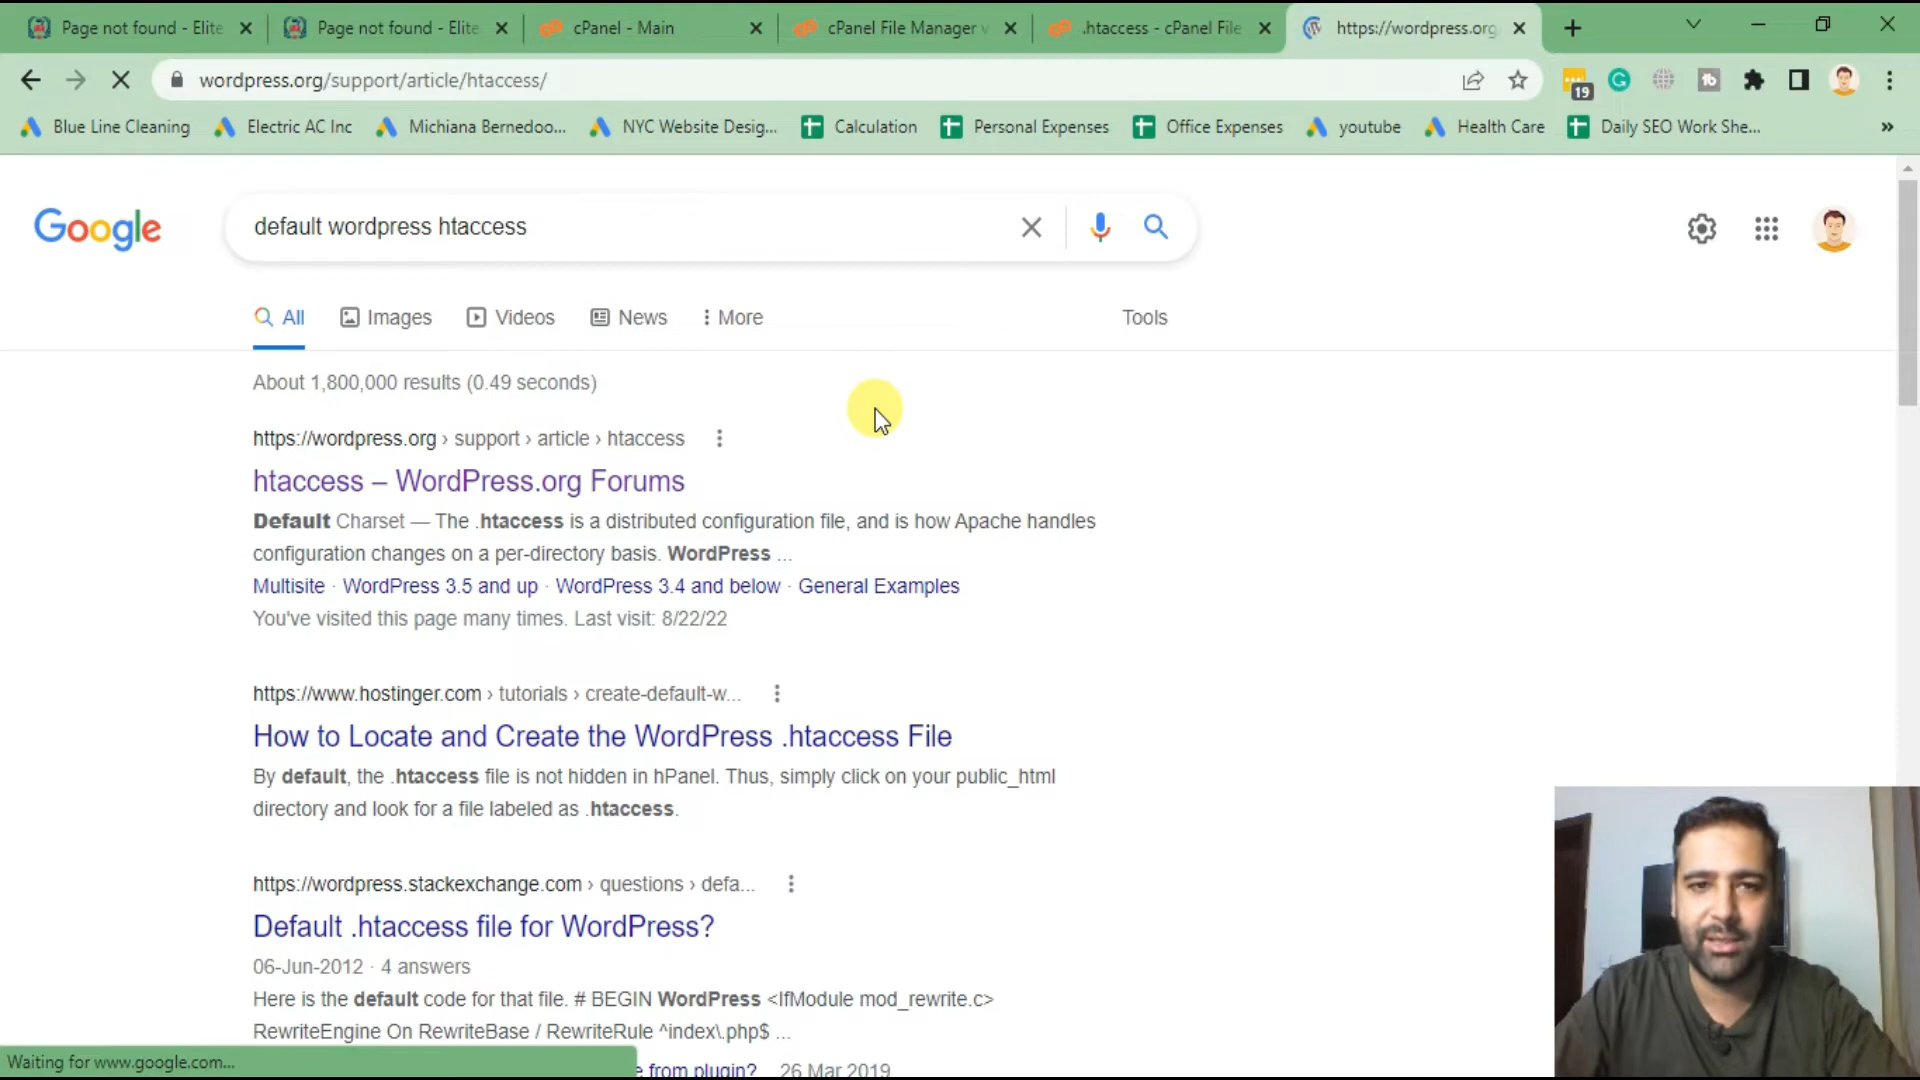 Page not found - Elite
Page not found - Elite
cPanel - Main
cPanel File Manager v
.htaccess - cPanel File
https://wordpress.org
wordpress.org/support/article/htaccess/
19
Blue Line Cleaning
Electric AC Inc
Michiana Bernedoo...
NYC Website Desig...
Calculation
Personal Expenses
Office Expenses
youtube
Health Care
Daily SEO Work She...
»
Google
default wordpress htaccess
All
Images
Videos
News
More
Tools
About 1,800,000 results (0.49 seconds)
https://wordpress.org › support › article › htaccess
htaccess – WordPress.org Forums
Default Charset — The .htaccess is a distributed configuration file, and is how Apache handles
configuration changes on a per-directory basis. WordPress ...
Multisite · WordPress 3.5 and up · WordPress 3.4 and below · General Examples
You've visited this page many times. Last visit: 8/22/22
https://www.hostinger.com › tutorials › create-default-w...
How to Locate and Create the WordPress .htaccess File
By default, the .htaccess file is not hidden in hPanel. Thus, simply click on your public_html
directory and look for a file labeled as .htaccess.
https://wordpress.stackexchange.com › questions › defa...
Default .htaccess file for WordPress?
06-Jun-2012 · 4 answers
Here is the default code for that file. # BEGIN WordPress <IfModule mod_rewrite.c>
RewriteEngine On RewriteBase / RewriteRule ^index\.php$ ...
Waiting for www.google.com...
e from plugin? 26 Mar 2019